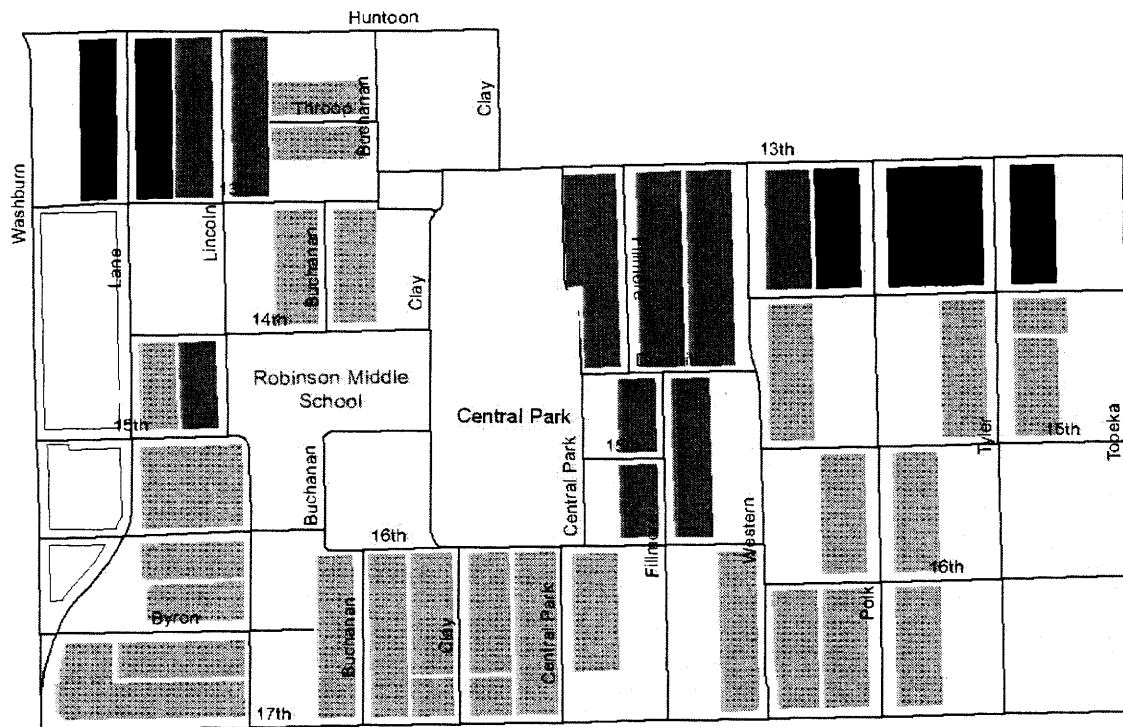 Huntoon
Throop
Buchanan
Clay
13th
13th
Washburn
Lincoln
Lane
Buchanan
Clay
Fillmore
14th
Robinson Middle
School
Central Park
15th
15th
15th
Tyler
Topeka
Buchanan
Central Park
16th
Fillmore
Western
16th
Polk
Byron
Buchanan
Clay
Central Park
17th